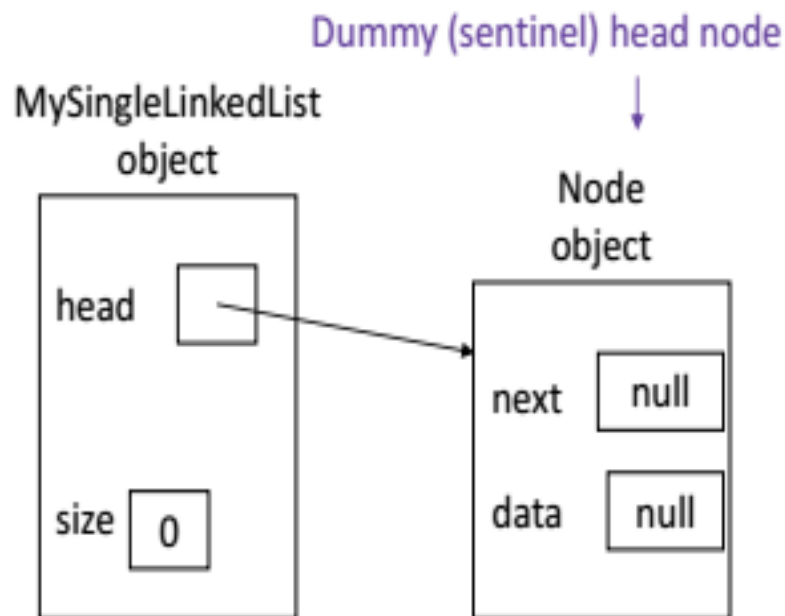 Dummy (sentinel) head node
MySingleLinkedList
object
Node
object
head
next
null
size
0
data
null